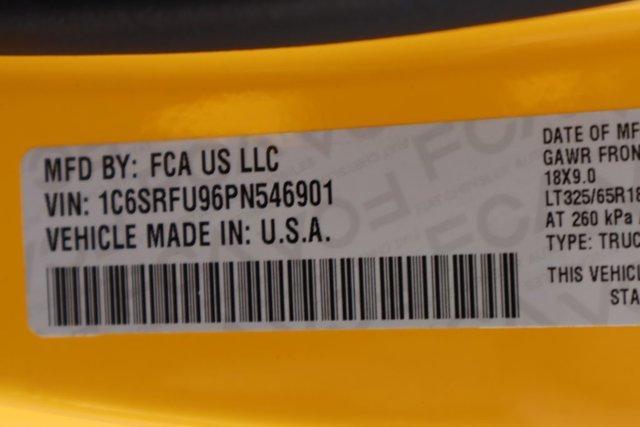 MFD BY: FCA US LLC
VIN: 1C6SRFU96PN546901
VEHICLE MADE IN: U.S.A.
DATE OF MF
GAWR FRON
18X9.0
LT325/65R18
AT 260 kPa
TYPE: TRUC
THIS VEHICL
STA